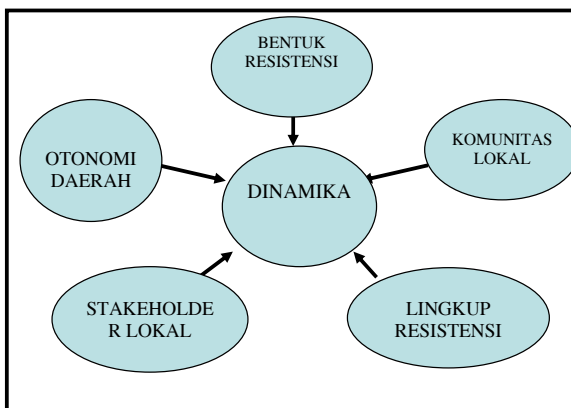 BENTUK
RESISTENSI
OTONOMI
DAERAH
DINAMIKA
KOMUNITAS
LOKAL
STAKEHOLDE
R LOKAL
LINGKUP
RESISTENSI